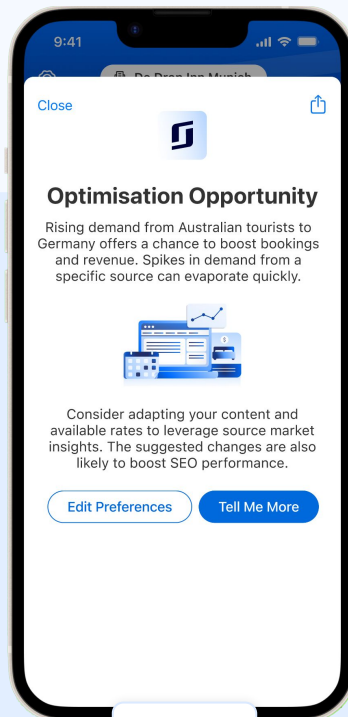 9:41
Do Drop Inn Munich
Close
Optimisation Opportunity
Rising demand from Australian tourists to
Germany offers a chance to boost bookings
and revenue. Spikes in demand from a
specific source can evaporate quickly.
$
Consider adapting your content and
available rates to leverage source market
insights. The suggested changes are also
likely to boost SEO performance.
Edit Preferences
Tell Me More